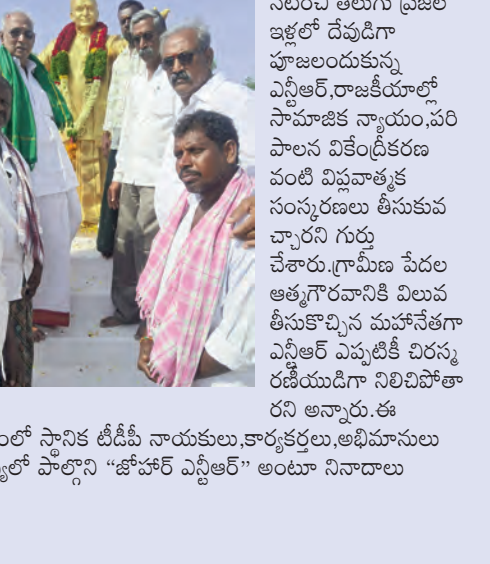 నటించి తెలుగు ప్రజల
ఇళ్లలో దేవుడిగా
పూజలందుకున్న
ఎన్టీఆర్,రాజకీయాల్లో
సామాజిక న్యాయం,పరి
పాలన వికేంద్రీకరణ
వంటి విప్లవాత్మక
సంస్కరణలు తీసుకువ
చ్చారని గుర్తు
చేశారు.గ్రామీణ పేదల
ఆత్మగౌరవానికి విలువ
తీసుకొచ్చిన మహానేతగా
ఎన్టీఆర్ ఎప్పటికీ చిరస్మ
రణీయుడిగా నిలిచిపోతా
రని అన్నారు.ఈ
స్థానిక టీడీపీ నాయకులు,కార్యకర్తలు,అభిమానులు
పాల్గొని “జోహార్ ఎన్టీఆర్” అంటూ నినాదాలు